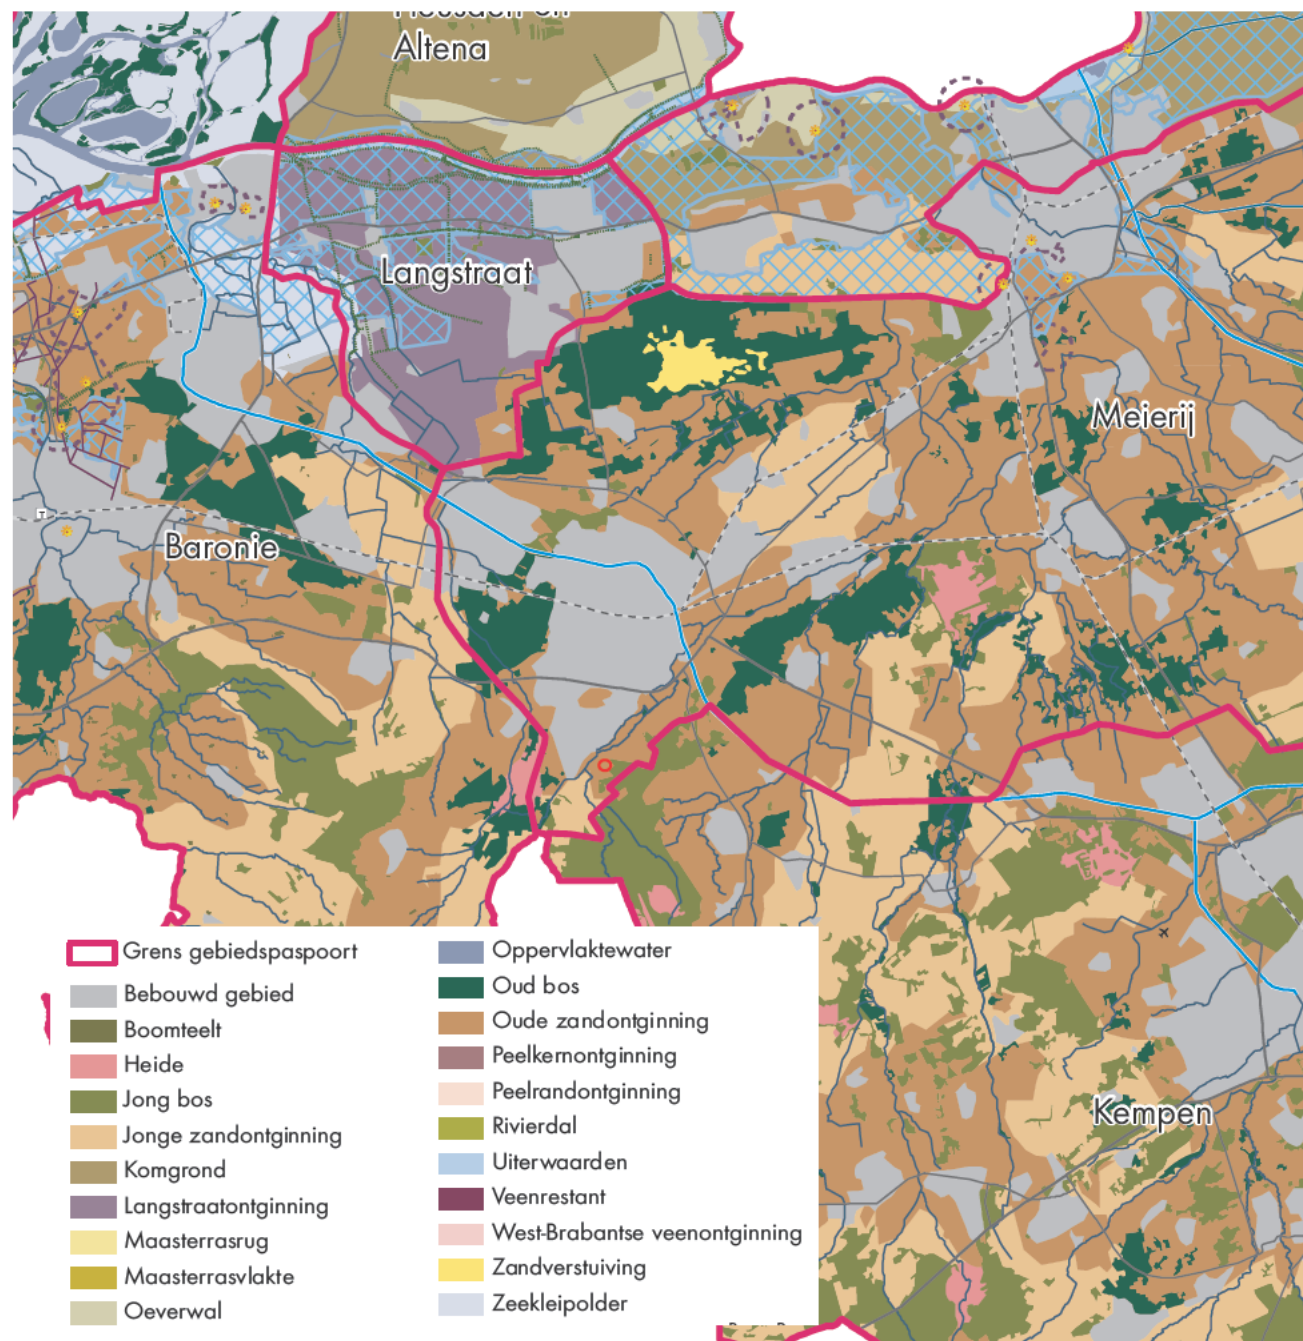 Altena
Langstraat
Meierij
Baronie
Kempen
Grens gebiedspaspoort
Bebouwd gebied
Boomteelt
Heide
Jong bos
Jonge zandontginning
Komgrond
Langstraatontginning
Maasterrasrug
Maasterrasvlakte
Oeverwal
Oppervlaktewater
Oud bos
Oude zandontginning
Peelkernontginning
Peelrandontginning
Rivierdal
Uiterwaarden
Veenrestant
West-Brabantse veenontginning
Zandverstuiving
Zeekleipolder